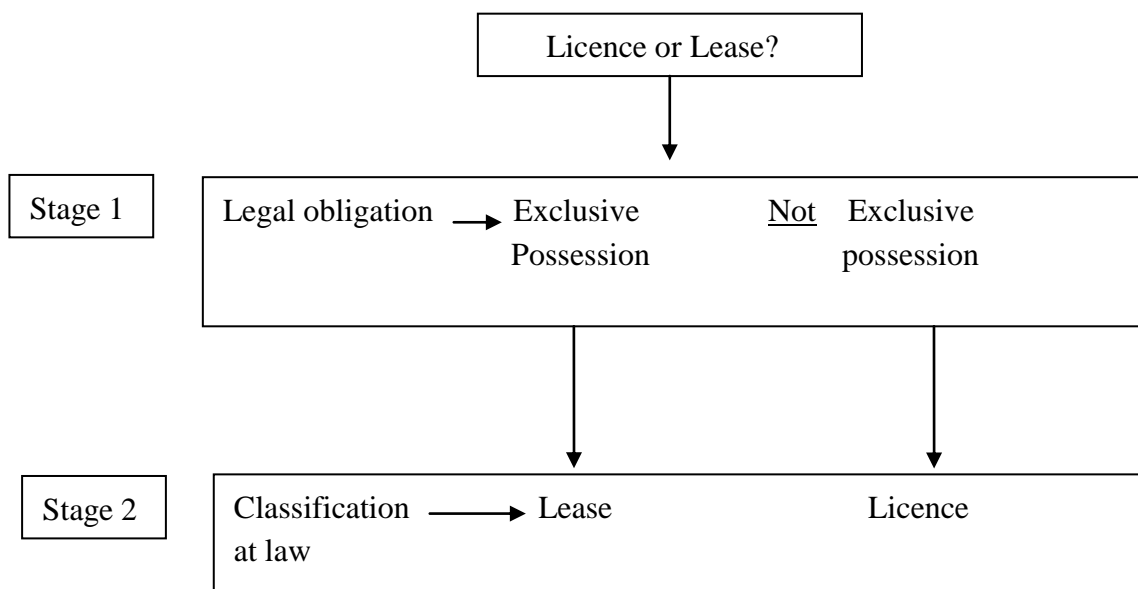 Licence or Lease?
Stage 1
Legal obligation Exclusive Not Exclusive
Possession possession
Stage 2
Classification Lease Licence
at law